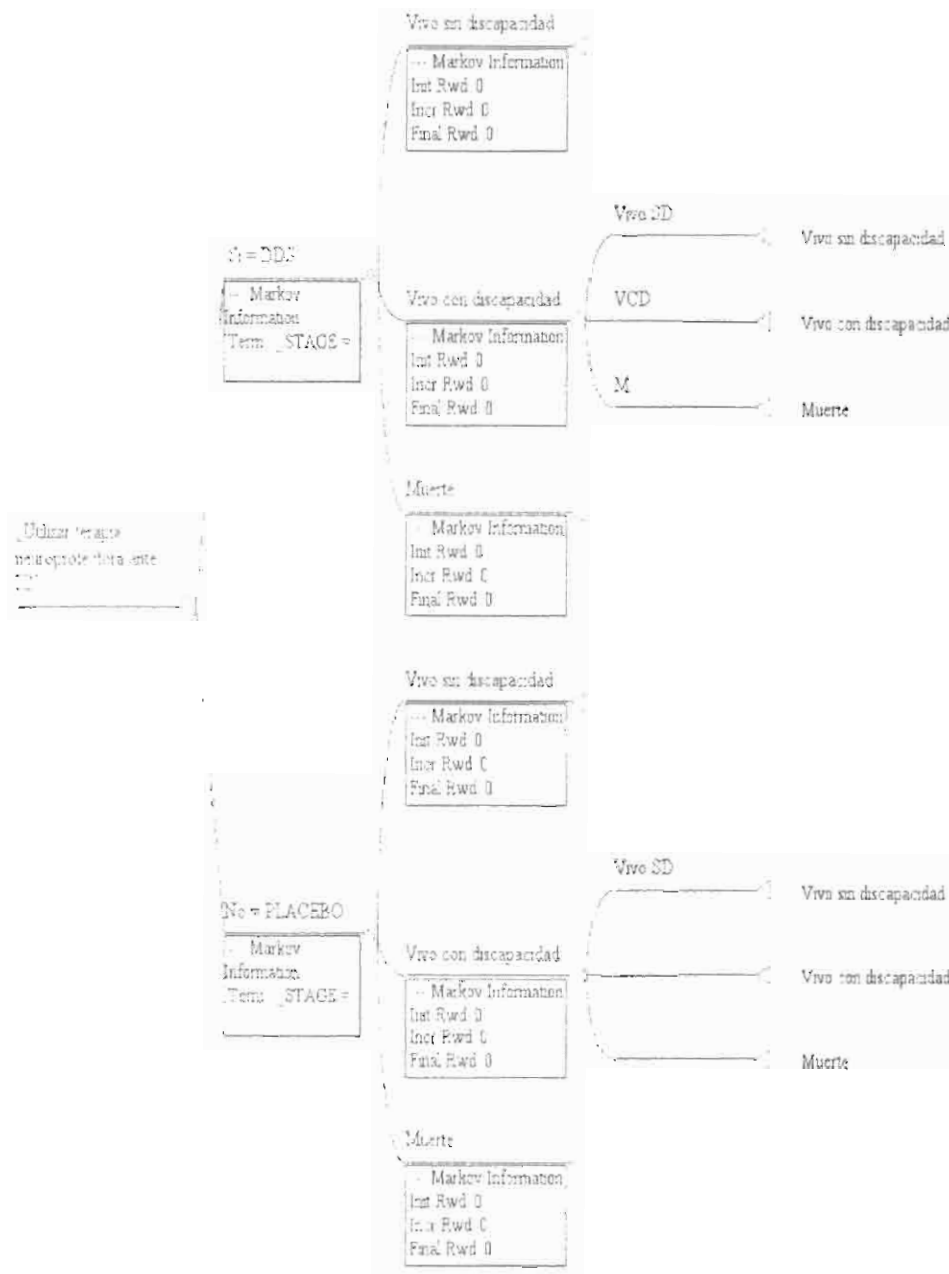 Vivo sin discapacidad
--- Markov Information
Init Rwd: 0
Incr Rwd: 0
Final Rwd: 0
Vivo SD
Vivo sin discapacidad
Si = DDS
--- Markov
Information
Term: _STAGE =
Vivo con discapacidad
--- Markov Information
Init Rwd: 0
Incr Rwd: 0
Final Rwd: 0
VCD
Vivo con discapacidad
M
Muerte
Muerte
--- Markov Information
Init Rwd: 0
Incr Rwd: 0
Final Rwd: 0
Utilizar terapia
neuroprotectora ante
Vivo sin discapacidad
--- Markov Information
Init Rwd: 0
Incr Rwd: 0
Final Rwd: 0
Vivo SD
Vivo sin discapacidad
No = PLACEBO
--- Markov
Information
Term: _STAGE =
Vivo con discapacidad
--- Markov Information
Init Rwd: 0
Incr Rwd: 0
Final Rwd: 0
Vivo con discapacidad
Muerte
Muerte
--- Markov Information
Init Rwd: 0
Incr Rwd: 0
Final Rwd: 0